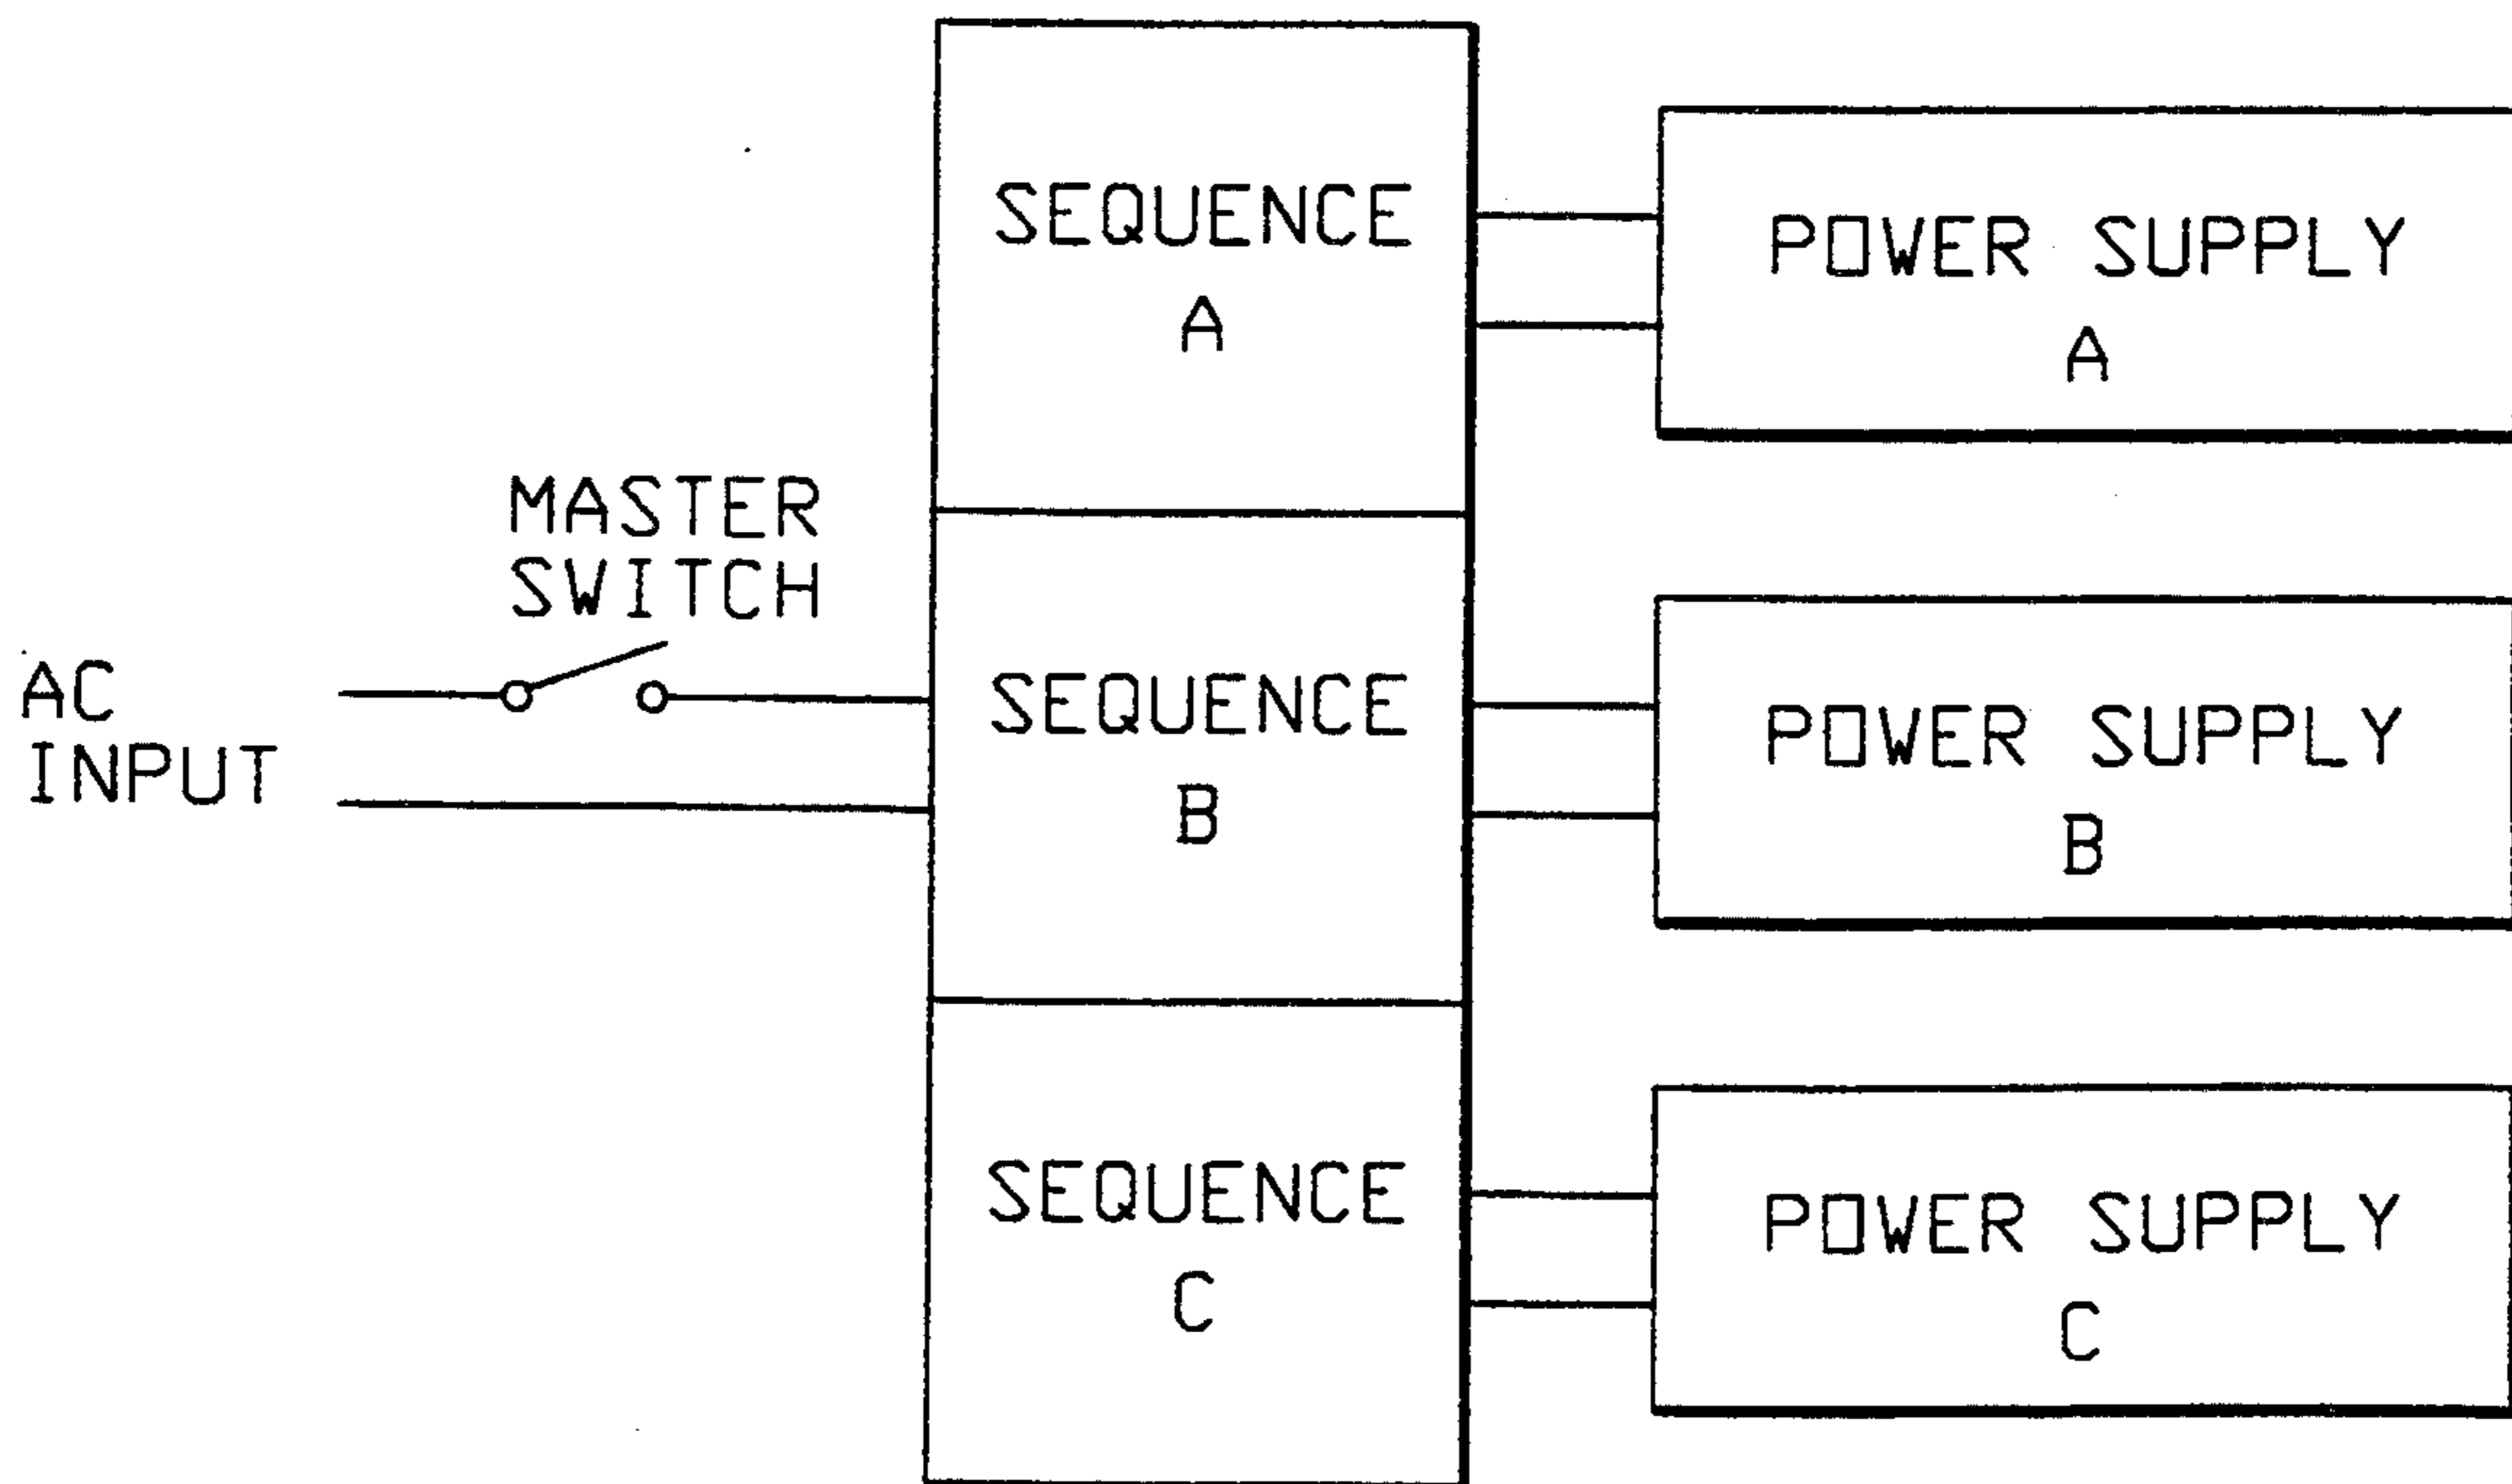 SEQUENCE
A
POWER SUPPLY
A
MASTER
SWITCH
AC
INPUT
SEQUENCE
B
POWER SUPPLY
B
SEQUENCE
C
POWER SUPPLY
C